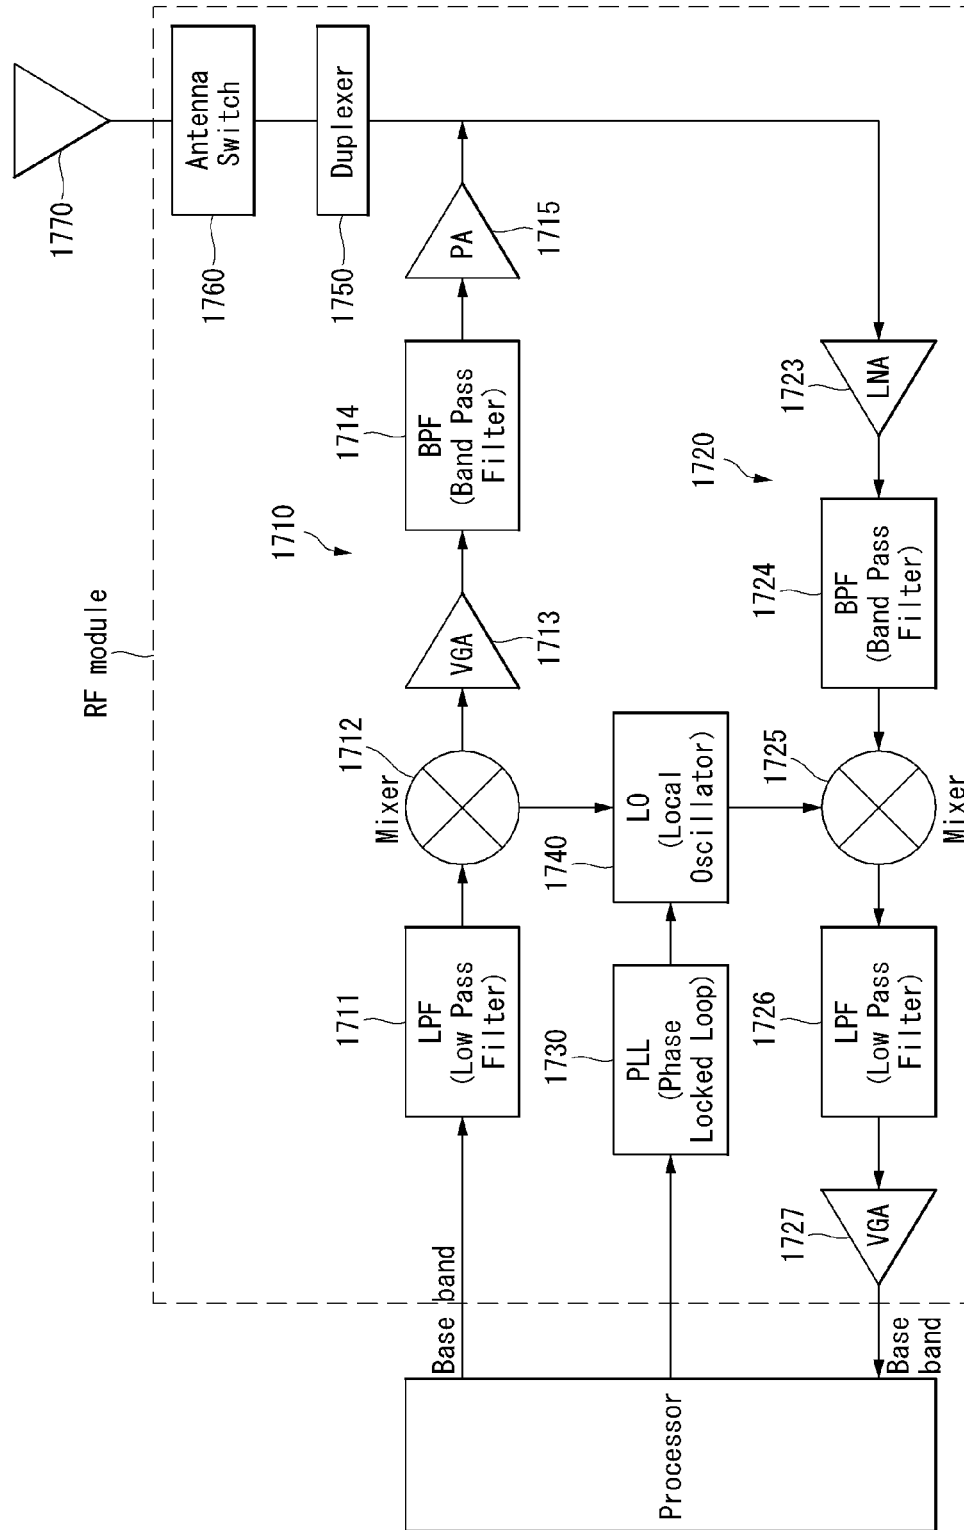 RF module
1770
Antenna
Switch
1760
Duplexer
1750
1710
Base band
LPF
(Low Pass
Filter)
1711
Mixer
1712
VGA
1713
BPF
(Band Pass
Filter)
1714
PA
1715
Processor
PLL
(Phase
Locked Loop)
1730
LO
(Local
Oscillator)
1740
1720
LNA
1723
BPF
(Band Pass
Filter)
1724
1725
Mixer
LPF
(Low Pass
Filter)
1726
VGA
1727
Base
band